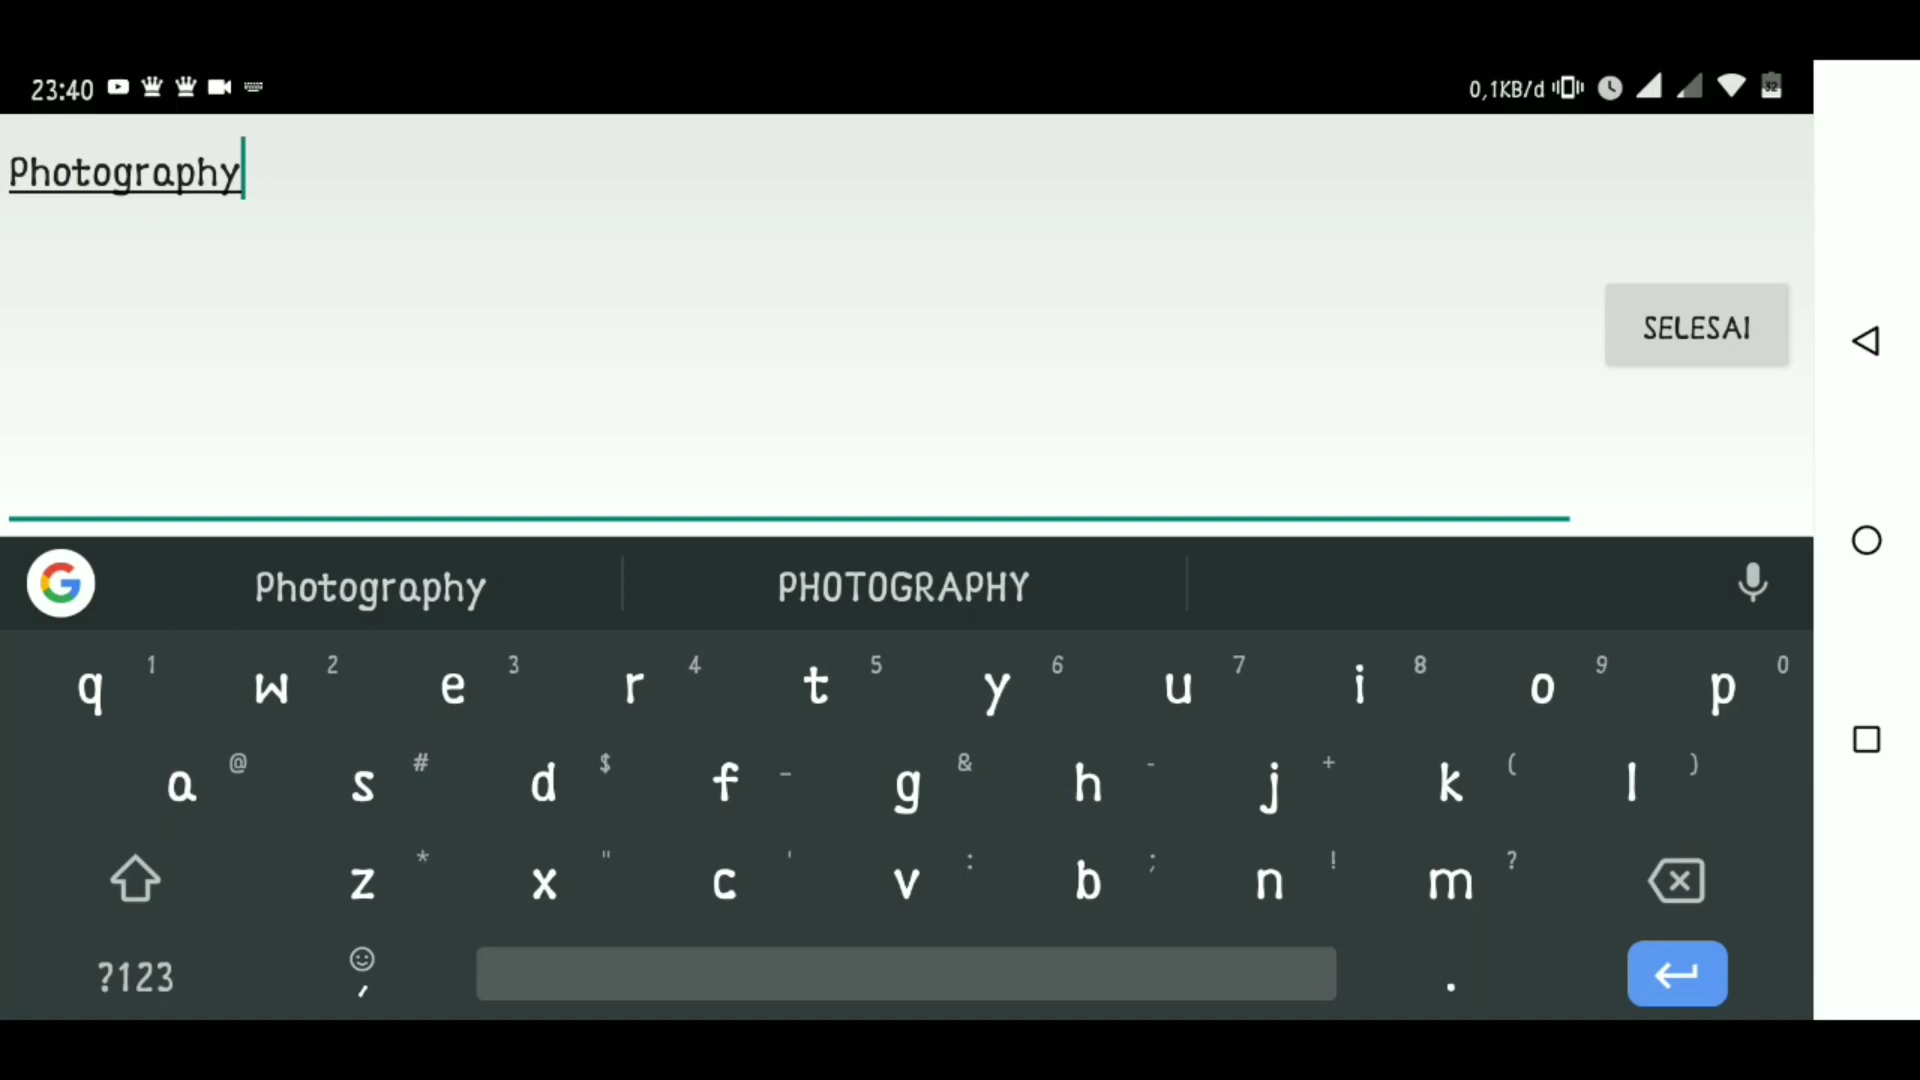 23:40 0,1KB/d 32
Photography
SELESAI
Photography PHOTOGRAPHY
q 1 w 2 e 3 r 4 t 5 y 6 u 7 i 8 o 9 p 0
a @ s # d $ f _ g & h - j + k ( l )
z * x " c ' v : b ; n ! m ?
?123 , .